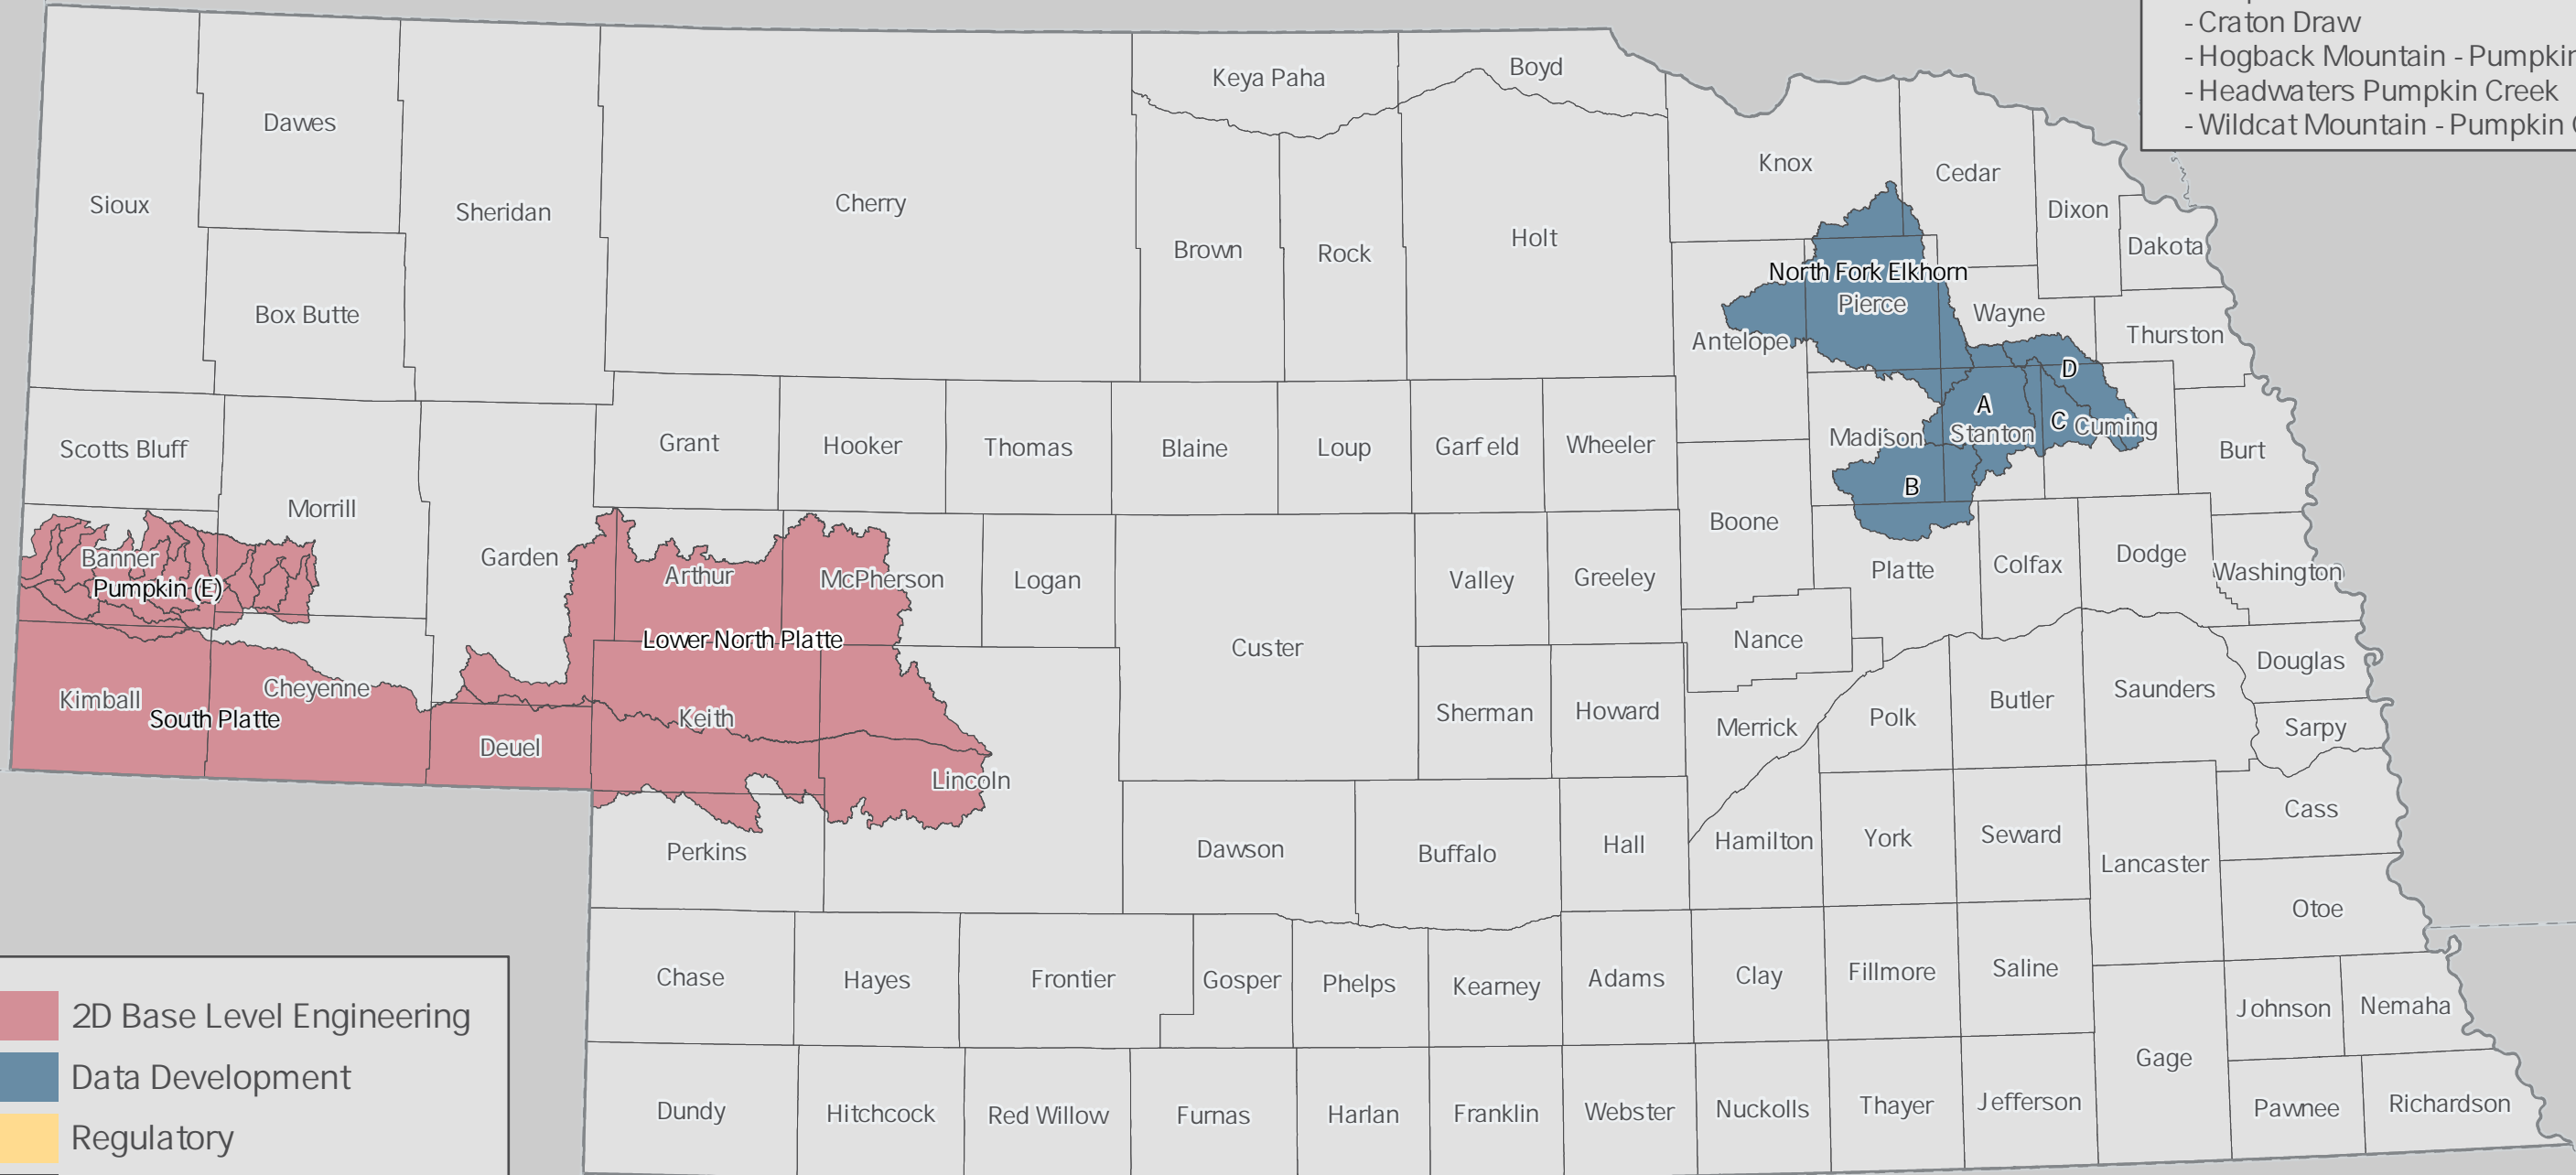 - Craton Draw
- Hogback Mountain - Pumpkin
- Headwaters Pumpkin Creek
- Wildcat Mountain - Pumpkin
Keya Paha
Boyd
Dawes
Knox
Cedar
Sioux
Sheridan
Cherry
Dixon
Holt
Brown
Rock
Dakota
North Fork Elkhorn
Pierce
Box Butte
Wayne
Antelope
Thurston
D
A
C
Cuming
Stanton
Madison
Scotts Bluff
Grant
Hooker
Thomas
Blaine
Loup
Garf eld
Wheeler
Burt
B
Morrill
Boone
Banner
Garden
Arthur
McPherson
Logan
Valley
Greeley
Platte
Colfax
Dodge
Washington
Pumpkin (E)
Lower North Platte
Custer
Nance
Douglas
Kimball
Cheyenne
South Platte
Keith
Sherman
Howard
Merrick
Polk
Butler
Saunders
Sarpy
Deuel
Lincoln
Perkins
Dawson
Buffalo
Hall
Hamilton
York
Seward
Lancaster
Cass
Otoe
Chase
Hayes
Frontier
Gosper
Phelps
Kearney
Adams
Clay
Fillmore
Saline
Johnson
Nemaha
Gage
Dundy
Hitchcock
Red Willow
Furnas
Harlan
Franklin
Webster
Nuckolls
Thayer
Jefferson
Pawnee
Richardson
2D Base Level Engineering
Data Development
Regulatory